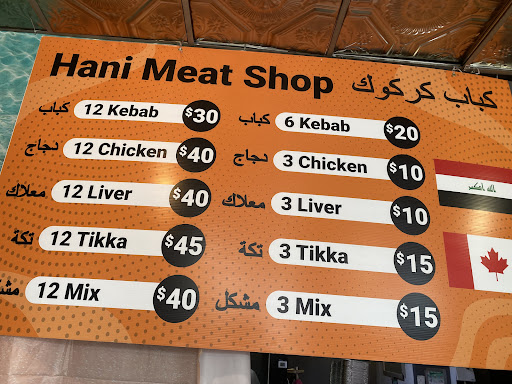 Hani Meat Shop كباب كركوك
كباب 12 Kebab $30
دجاج 12 Chicken $40
معلاك 12 Liver $40
تكة 12 Tikka $45
12 Mix $40
كباب 6 Kebab $20
دجاج 3 Chicken $10
معلاك 3 Liver $10
تكة 3 Tikka $15
مشكل 3 Mix $15
الله اكبر